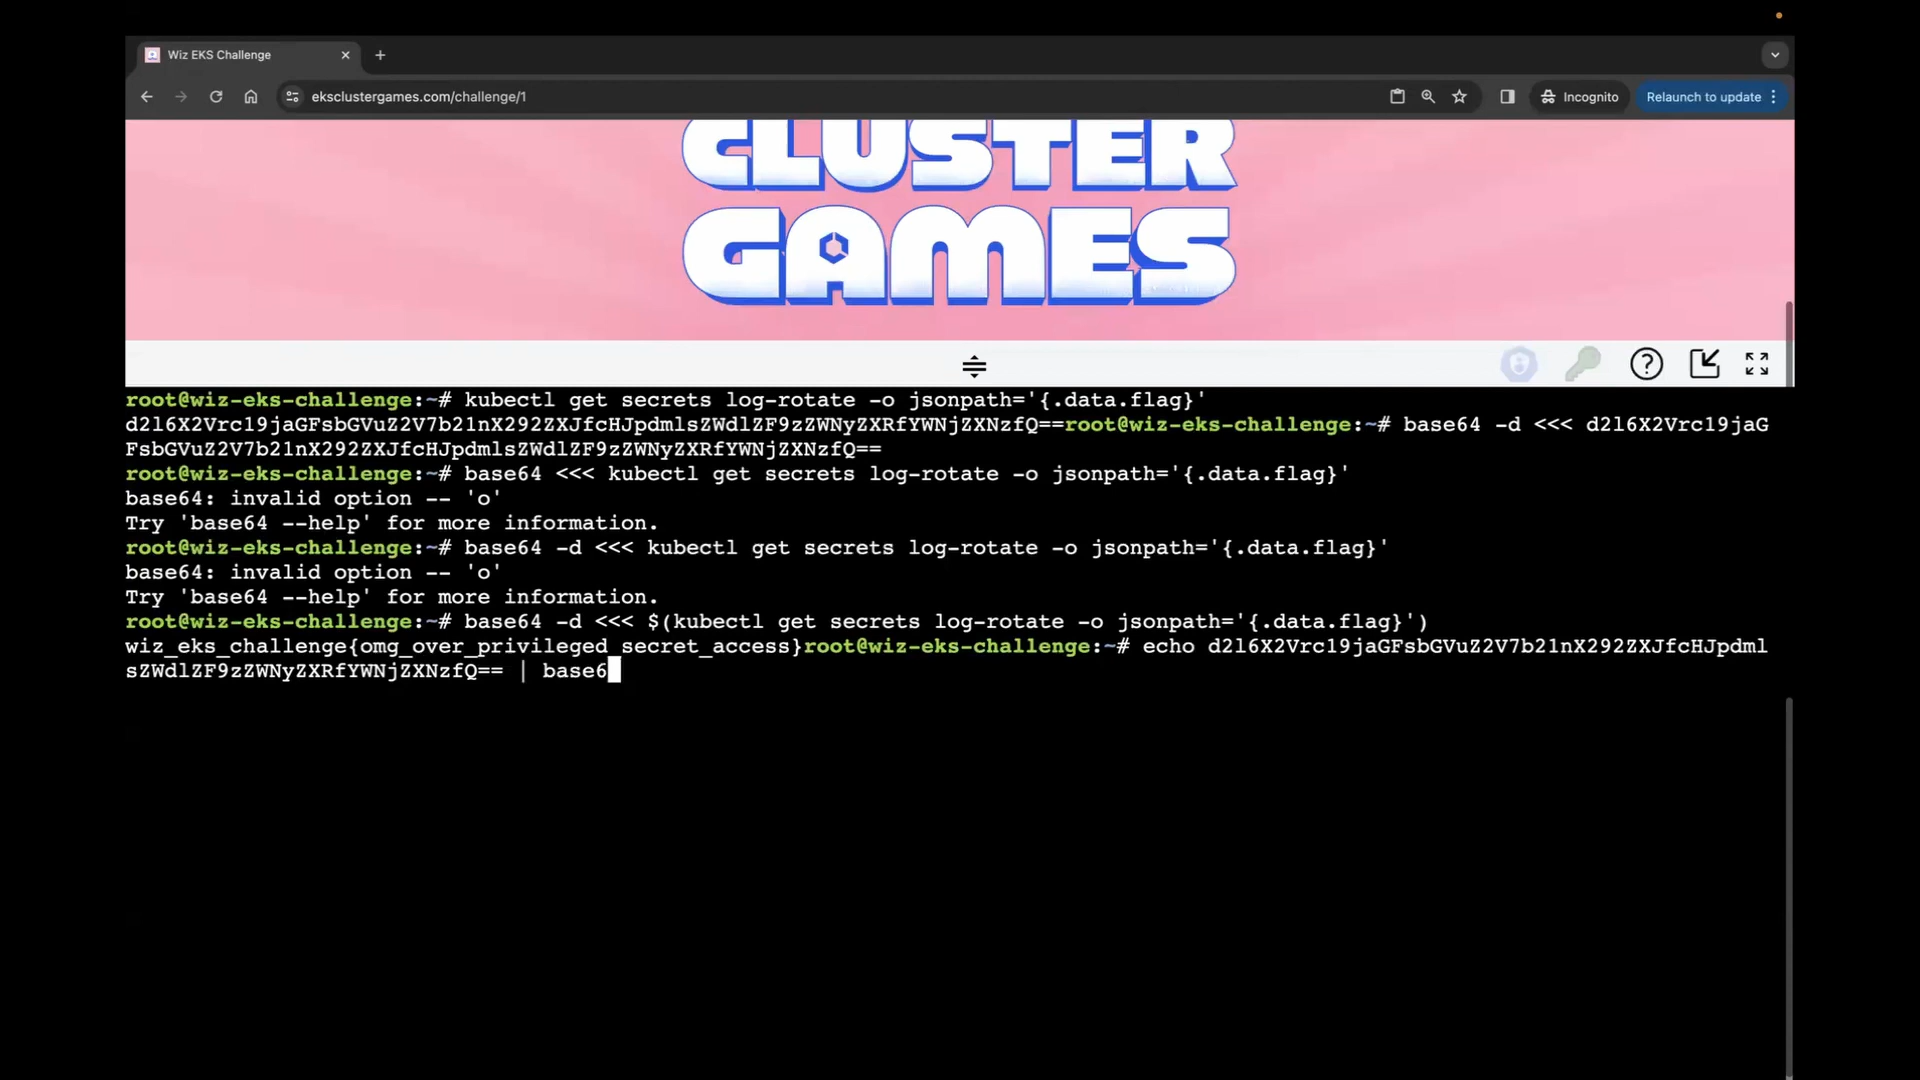 Wiz EKS Challenge
eksclustergames.com/challenge/1
Incognito
Relaunch to update
CLUSTER
GAMES
root@wiz-eks-challenge:~# kubectl get secrets log-rotate -o jsonpath='{.data.flag}'
d2l6X2Vrc19jaGFsbGVuZ2V7b21nX292ZXJfcHJpdmlsZWdlZF9zZWNyZXRfYWNjZXNzfQ==root@wiz-eks-challenge:~# base64 -d <<< d2l6X2Vrc19jaG
FsbGVuZ2V7b21nX292ZXJfcHJpdmlsZWdlZF9zZWNyZXRfYWNjZXNzfQ==
root@wiz-eks-challenge:~# base64 <<< kubectl get secrets log-rotate -o jsonpath='{.data.flag}'
base64: invalid option -- 'o'
Try 'base64 --help' for more information.
root@wiz-eks-challenge:~# base64 -d <<< kubectl get secrets log-rotate -o jsonpath='{.data.flag}'
base64: invalid option -- 'o'
Try 'base64 --help' for more information.
root@wiz-eks-challenge:~# base64 -d <<< $(kubectl get secrets log-rotate -o jsonpath='{.data.flag}')
wiz_eks_challenge{omg_over_privileged_secret_access}root@wiz-eks-challenge:~# echo d2l6X2Vrc19jaGFsbGVuZ2V7b21nX292ZXJfcHJpdml
sZWdlZF9zZWNyZXRfYWNjZXNzfQ== | base6